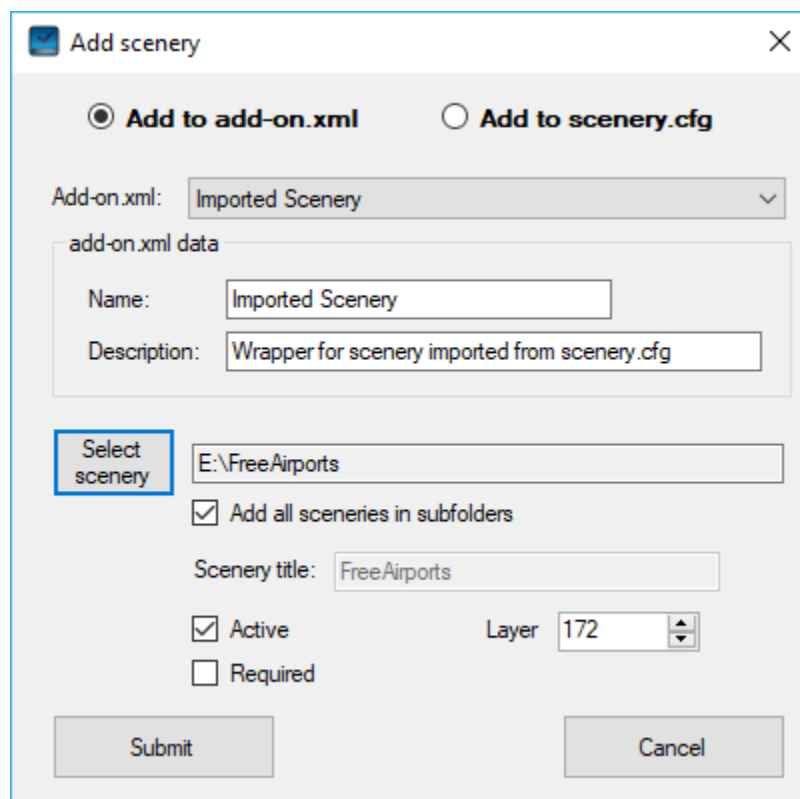 Add scenery
Add to add-on.xml Add to scenery.cfg
Add-on.xml: Imported Scenery
add-on.xml data
Name: Imported Scenery
Description: Wrapper for scenery imported from scenery.cfg
Select
scenery
E:\FreeAirports
Add all sceneries in subfolders
Scenery title: FreeAirports
Active Layer 172
Required
Submit Cancel